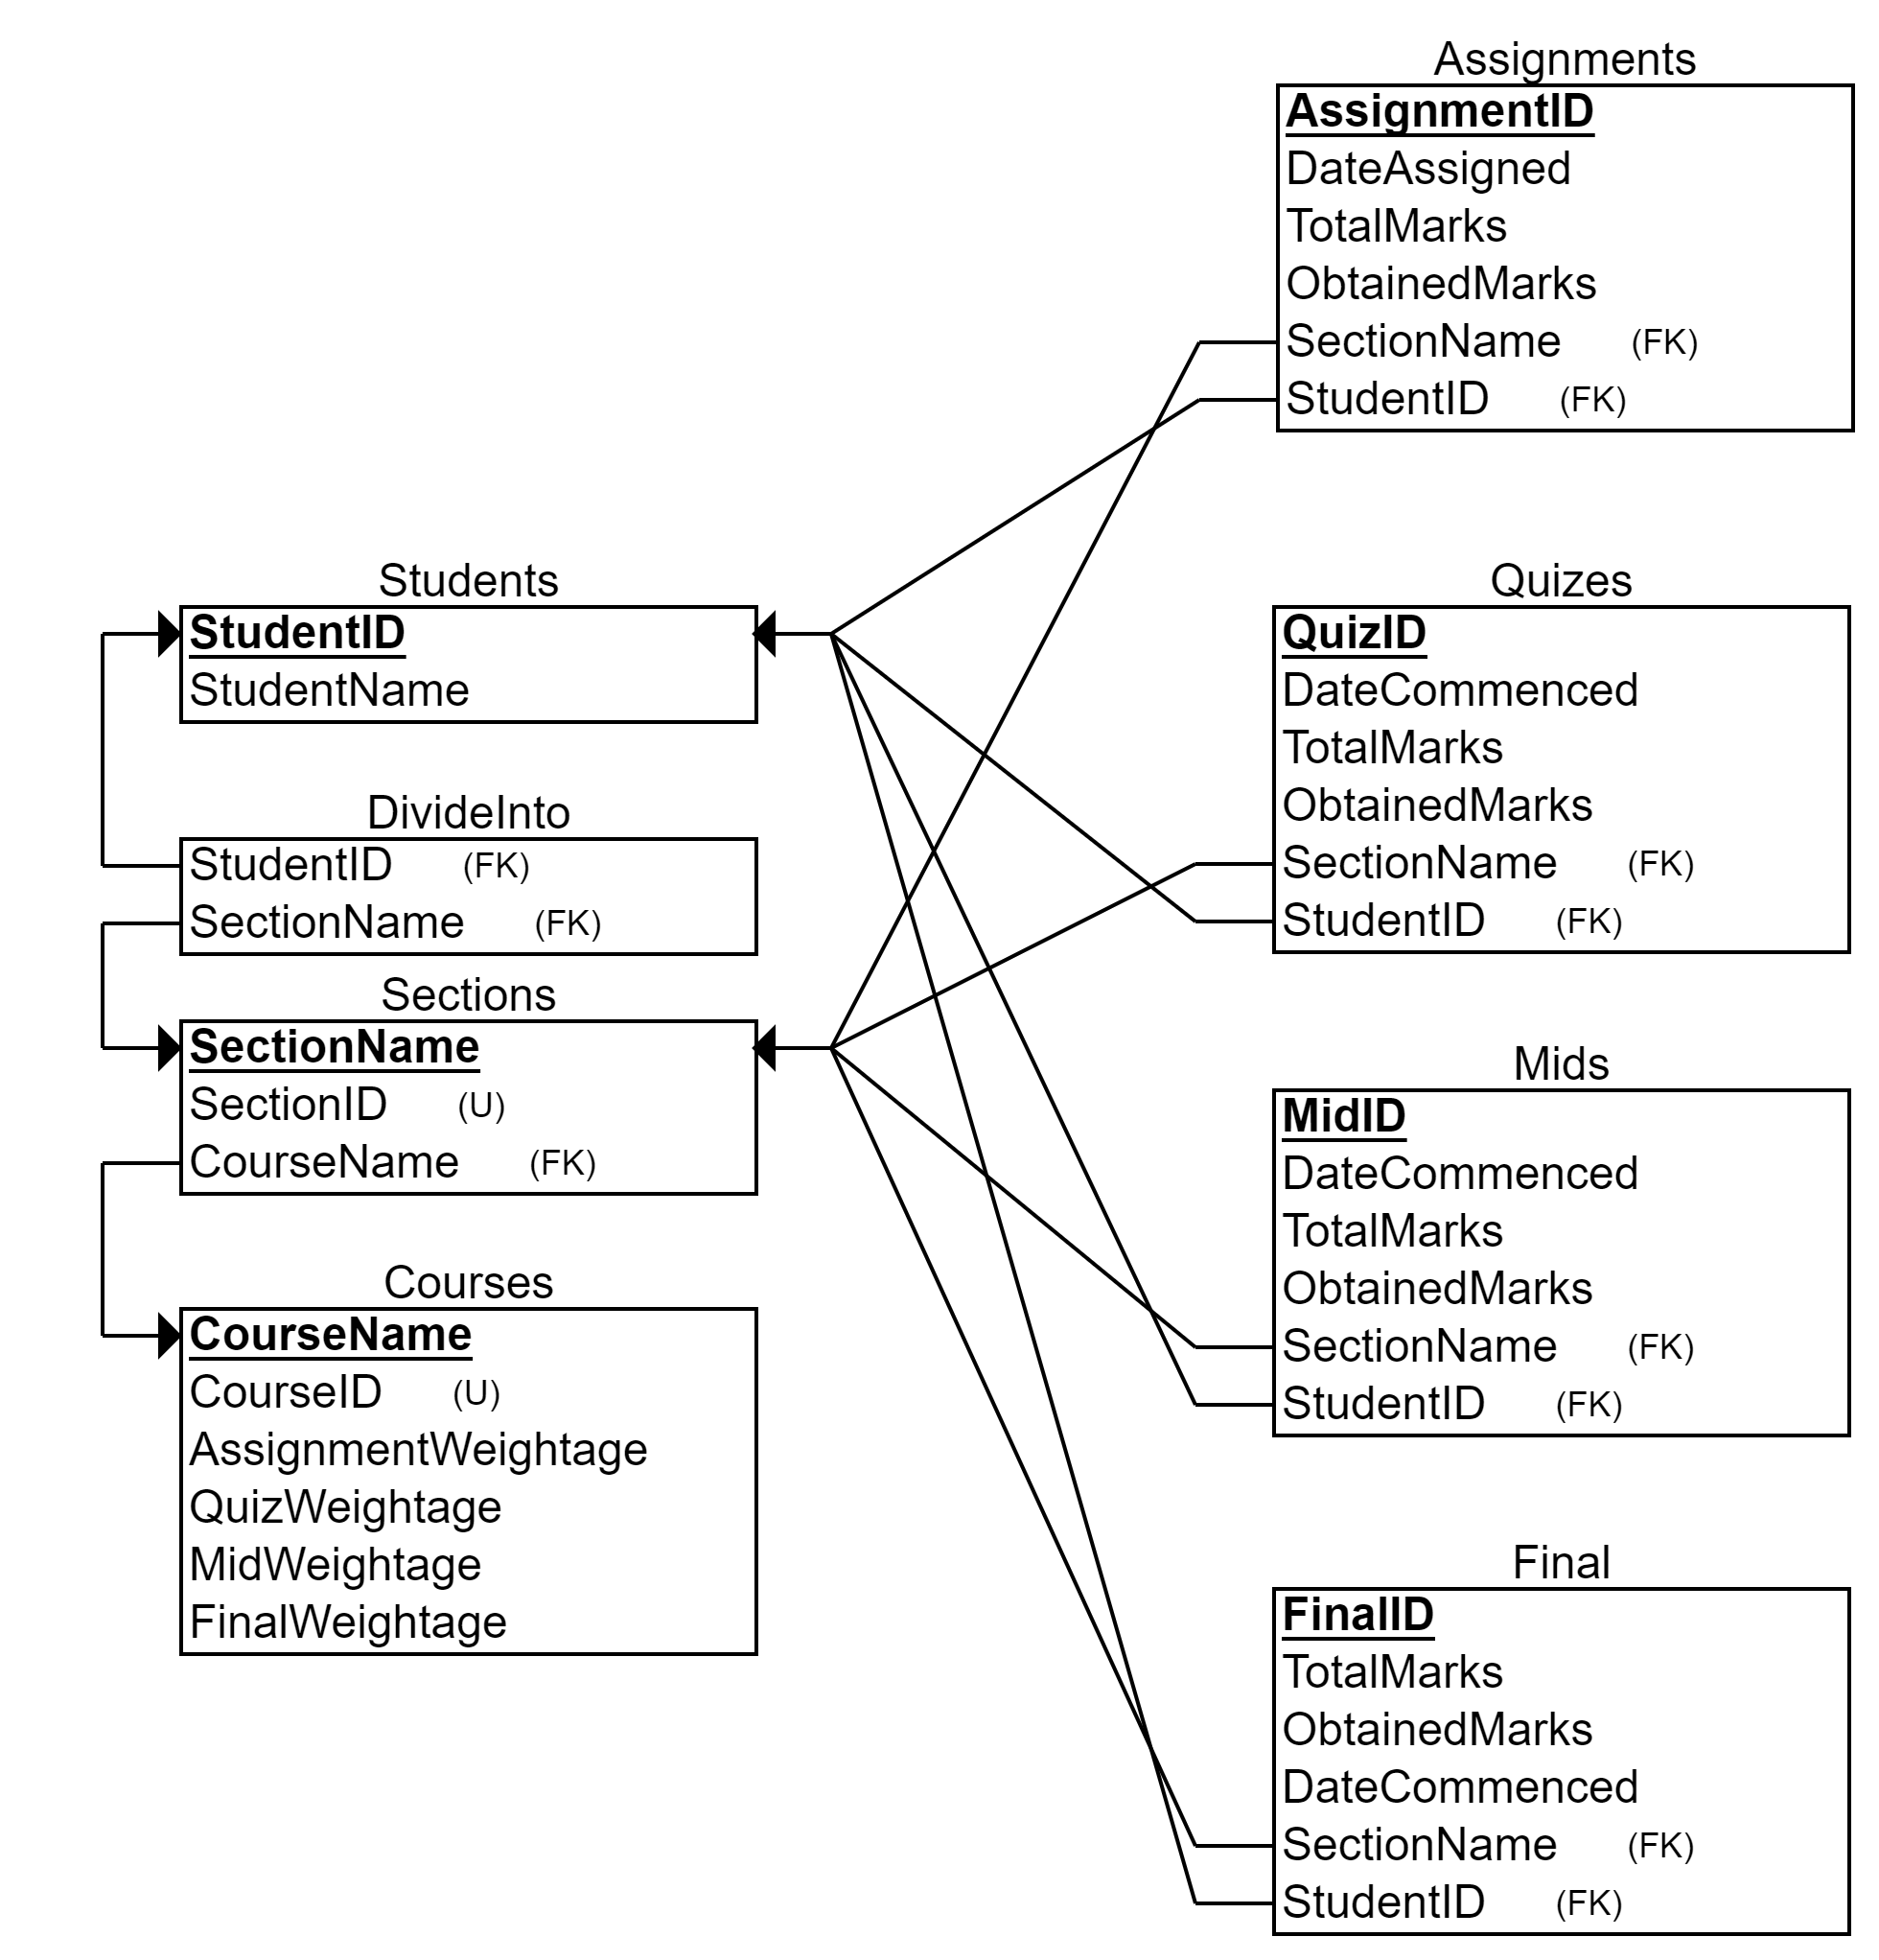 Students
StudentID
StudentName
DivideInto
StudentID (FK)
SectionName (FK)
Sections
SectionName
SectionID (U)
CourseName (FK)
Courses
CourseName
CourseID (U)
AssignmentWeightage
QuizWeightage
MidWeightage
FinalWeightage
Assignments
AssignmentID
DateAssigned
TotalMarks
ObtainedMarks
SectionName (FK)
StudentID (FK)
Quizes
QuizID
DateCommenced
TotalMarks
ObtainedMarks
SectionName (FK)
StudentID (FK)
Mids
MidID
DateCommenced
TotalMarks
ObtainedMarks
SectionName (FK)
StudentID (FK)
Final
FinalID
TotalMarks
ObtainedMarks
DateCommenced
SectionName (FK)
StudentID (FK)